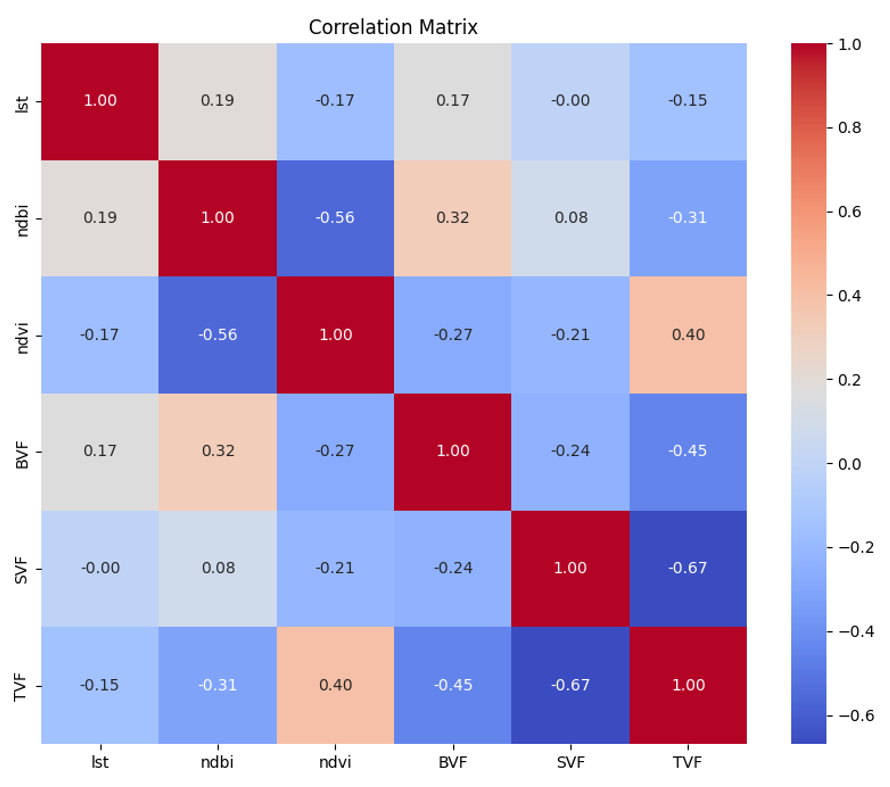 Correlation Matrix
lst 1.00 0.19 -0.17 0.17 -0.00 -0.15
ndbi 0.19 1.00 -0.56 0.32 0.08 -0.31
ndvi -0.17 -0.56 1.00 -0.27 -0.21 0.40
BVF 0.17 0.32 -0.27 1.00 -0.24 -0.45
SVF -0.00 0.08 -0.21 -0.24 1.00 -0.67
TVF -0.15 -0.31 0.40 -0.45 -0.67 1.00
lst ndbi ndvi BVF SVF TVF
1.0
0.8
0.6
0.4
0.2
0.0
−0.2
−0.4
−0.6